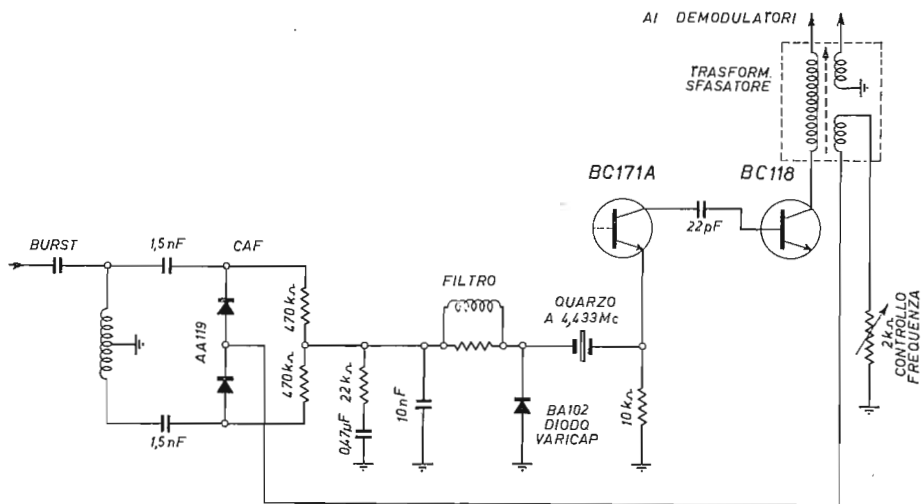 AI DEMODULATORI
TRASFORM.
SFASATORE
BC171A
BC118
22pF
BURST
1,5nF
CAF
AA119
470kΩ
470kΩ
1,5nF
22kΩ
0,47µF
10nF
FILTRO
QUARZO
A 4,433Mc
BA102
DIODO
VARICAP
10kΩ
2kΩ
CONTROLLO
FREQUENZA